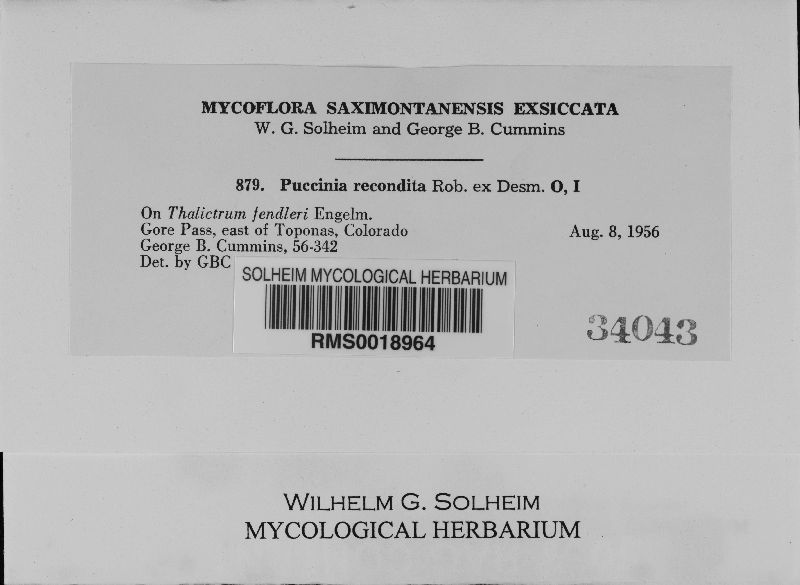 MYCOFLORA SAXIMONTANENSIS EXSICCATA
W. G. Solheim and George B. Cummins
879. Puccinia recondita Rob. ex Desm. O, I
On Thalictrum fendleri Engelm.
Gore Pass, east of Toponas, Colorado Aug. 8, 1956
George B. Cummins, 56-342
Det. by GBC
SOLHEIM MYCOLOGICAL HERBARIUM
RMS0018964
34043
WILHELM G. SOLHEIM
MYCOLOGICAL HERBARIUM